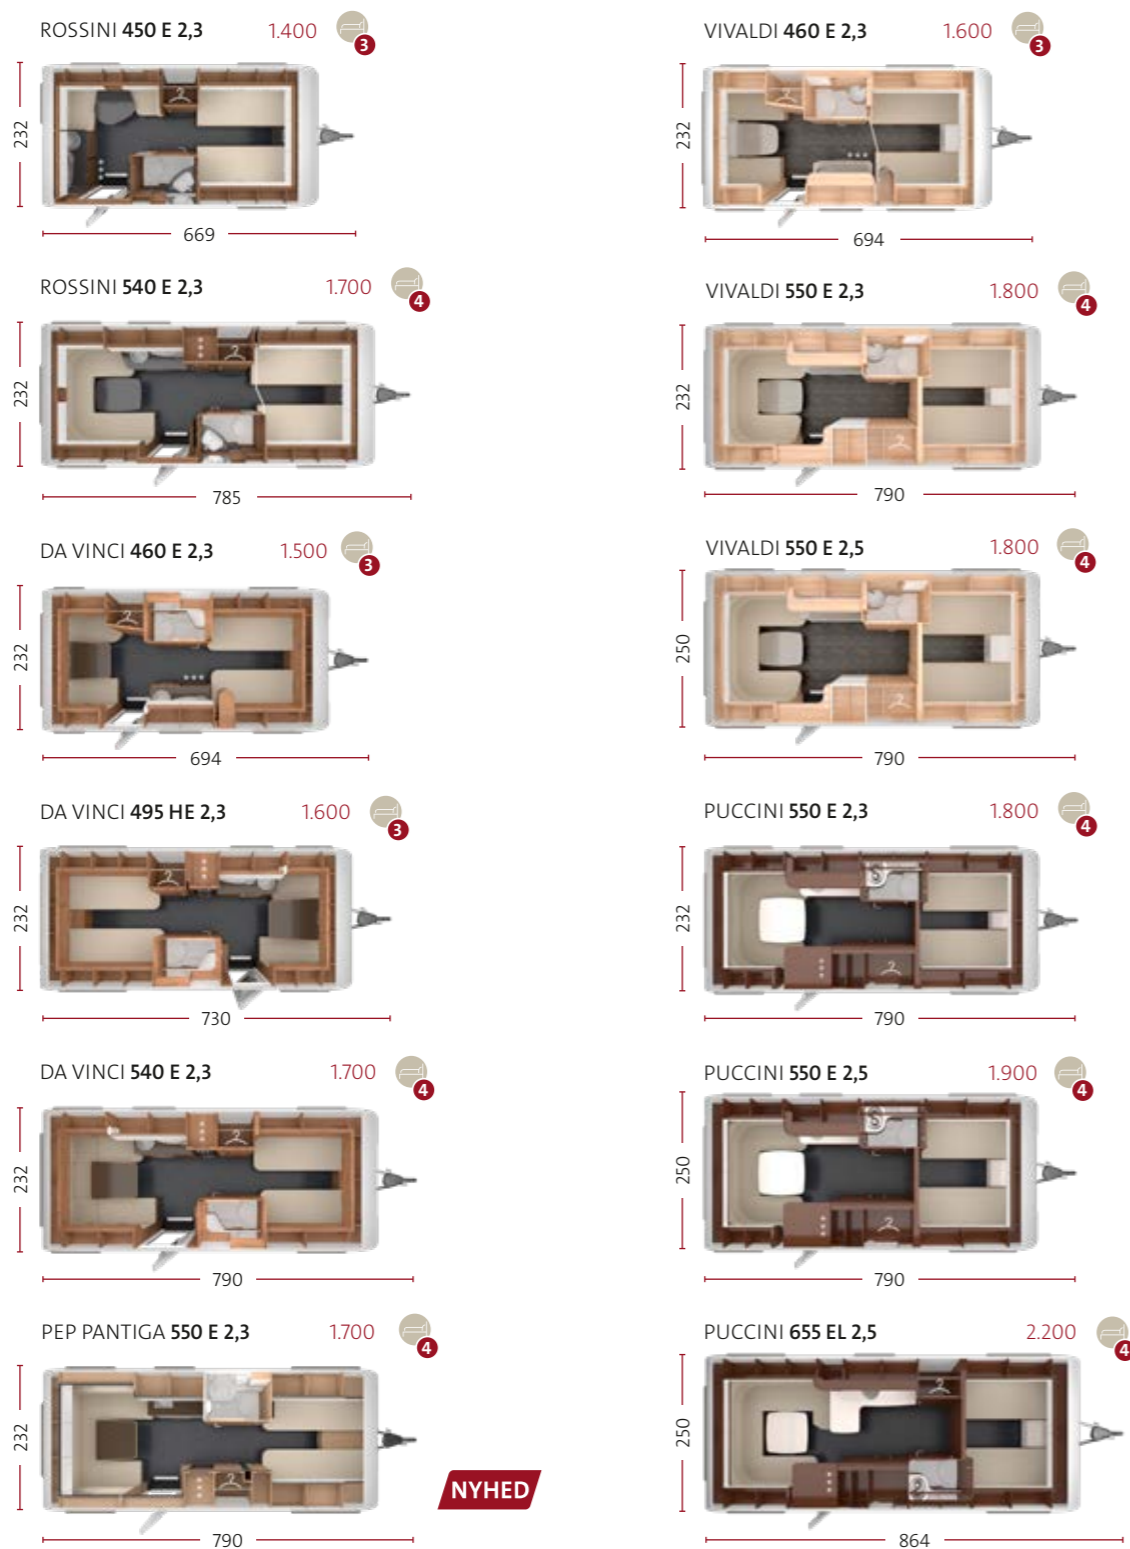 ROSSINI 450 E 2,3 1.400 3
232
669
ROSSINI 540 E 2,3 1.700 4
232
785
DA VINCI 460 E 2,3 1.500 3
232
694
DA VINCI 495 HE 2,3 1.600 3
232
730
DA VINCI 540 E 2,3 1.700 4
232
790
PEP PANTIGA 550 E 2,3 1.700 4
232
790
NYHED
VIVALDI 460 E 2,3 1.600 3
232
694
VIVALDI 550 E 2,3 1.800 4
232
790
VIVALDI 550 E 2,5 1.800 4
250
790
PUCCINI 550 E 2,3 1.800 4
232
790
PUCCINI 550 E 2,5 1.900 4
250
790
PUCCINI 655 EL 2,5 2.200 4
250
864